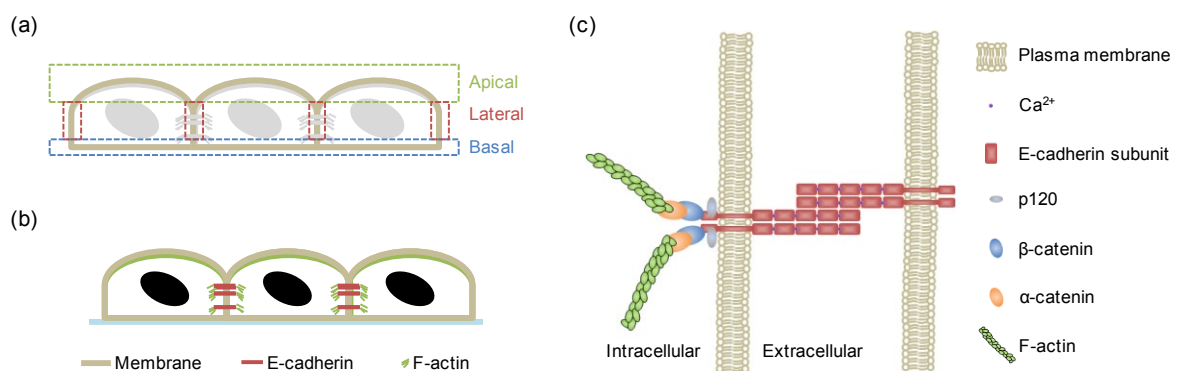 (a)
Apical
Lateral
Basal
(b)
Membrane E-cadherin F-actin
(c)
Intracellular Extracellular
Plasma membrane
Ca²⁺
E-cadherin subunit
p120
β-catenin
α-catenin
F-actin